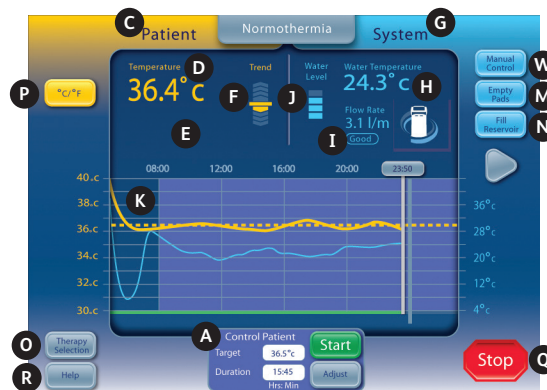 C
Patient
Normothermia
System
G
Temperature
D
36.4°c
E
Trend
F
Water
Level
J
Water Temperature
24.3°c
H
Flow Rate
3.1 l/m
Good
I
Manual
Control
W
Empty
Pads
M
Fill
Reservoir
N
P
°C/°F
08:00
12:00
16:00
20:00
23:50
40.c
38.c
36.c
34.c
32.c
30.c
K
36°c
28°c
20°c
12°c
4°c
A
Control Patient
Target
36.5°c
Duration
15:45
Hrs: Min
Start
Adjust
O
Therapy
Selection
R
Help
Stop
Q